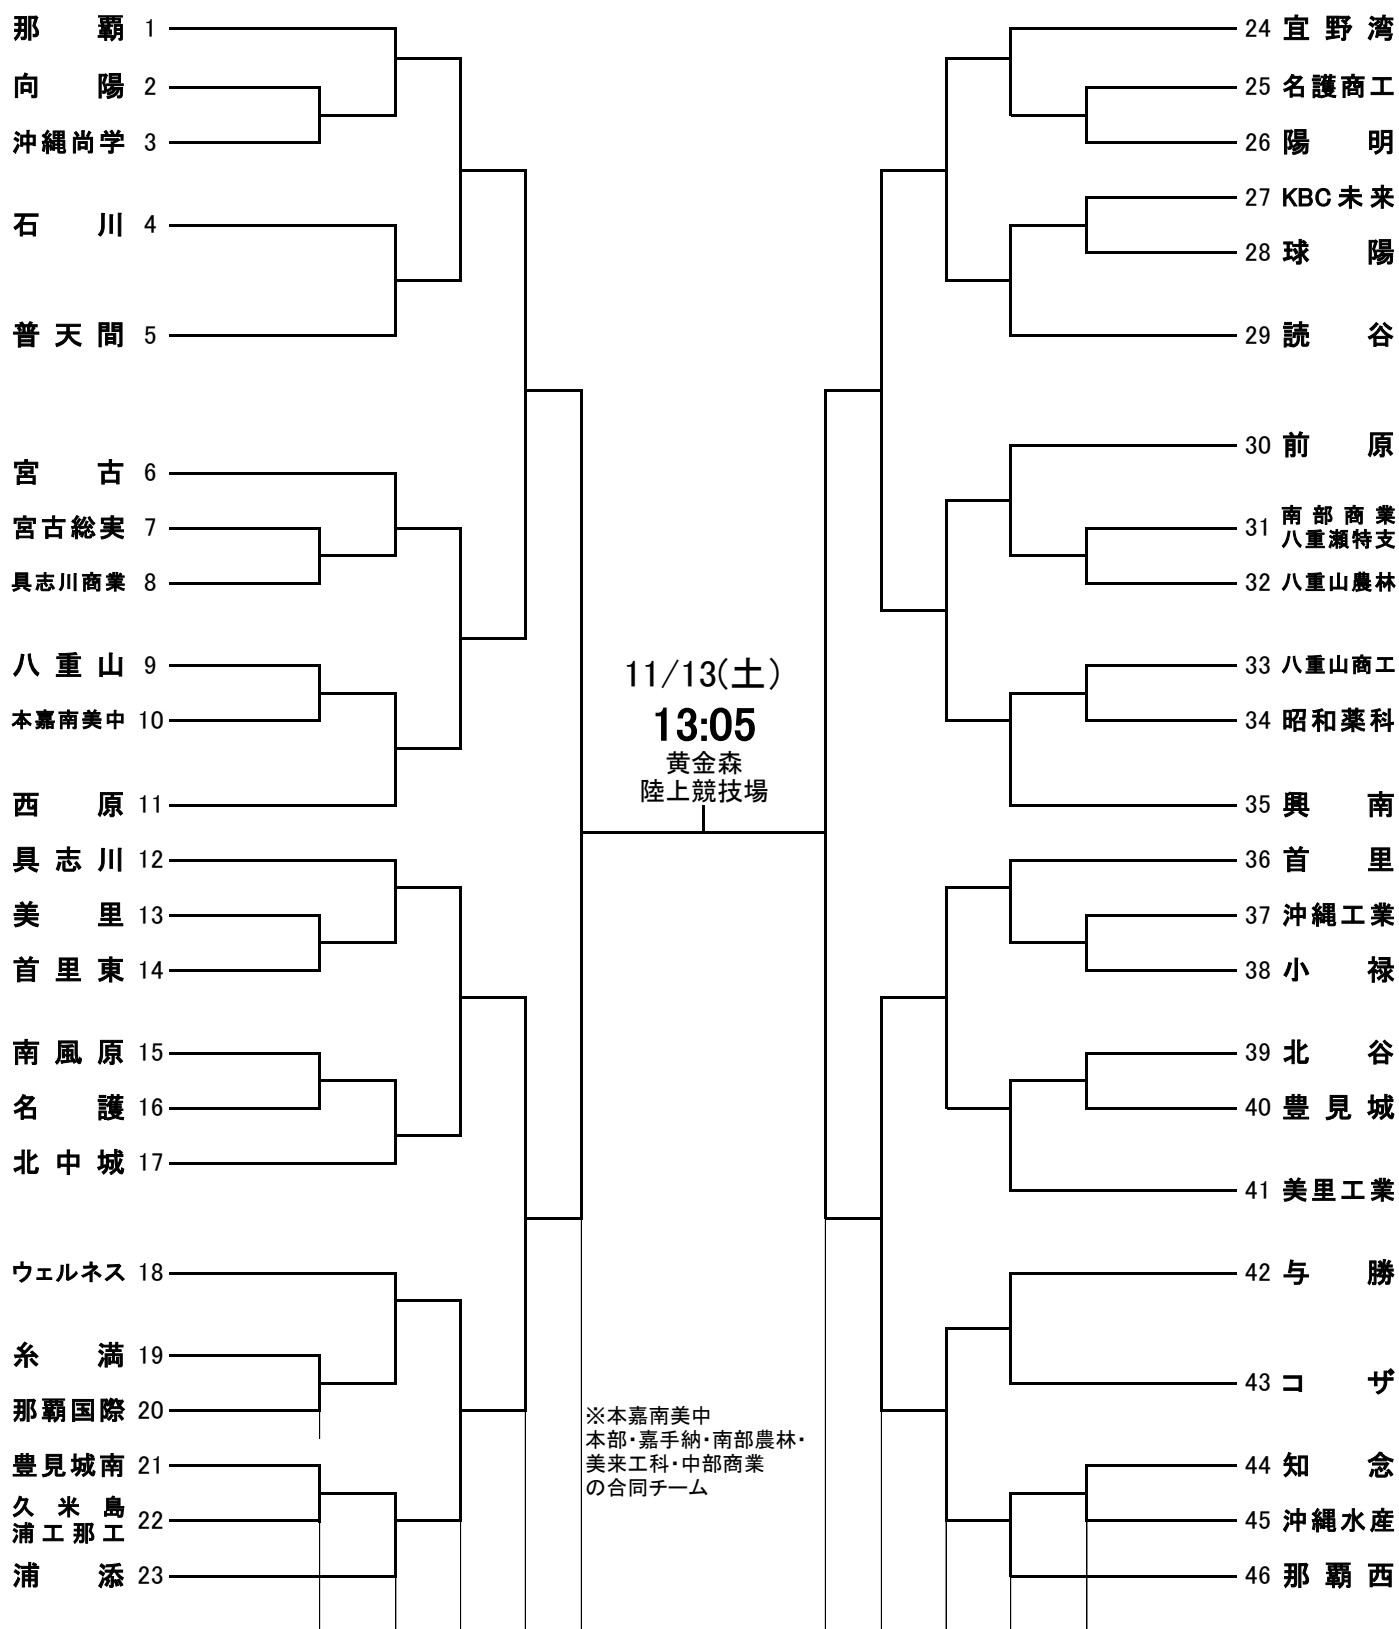 那覇 1
向陽 2
沖縄尚学 3
石川 4
普天間 5
宮古 6
宮古総実 7
具志川商業 8
八重山 9
本嘉南美中 10
西原 11
具志川 12
美里 13
首里東 14
南風原 15
名護 16
北中城 17
ウェルネス 18
糸満 19
那覇国際 20
豊見城南 21
久米島
浦工那工 22
浦添 23
11/13(土)
13:05
黄金森
陸上競技場
※本嘉南美中
本部・嘉手納・南部農林・
美来工科・中部商業
の合同チーム
24 宜野湾
25 名護商工
26 陽明
27 KBC未来
28 球陽
29 読谷
30 前原
31 南部商業
八重瀬特支
32 八重山農林
33 八重山商工
34 昭和薬科
35 興南
36 首里
37 沖縄工業
38 小禄
39 北谷
40 豊見城
41 美里工業
42 与勝
43 コザ
44 知念
45 沖縄水産
46 那覇西